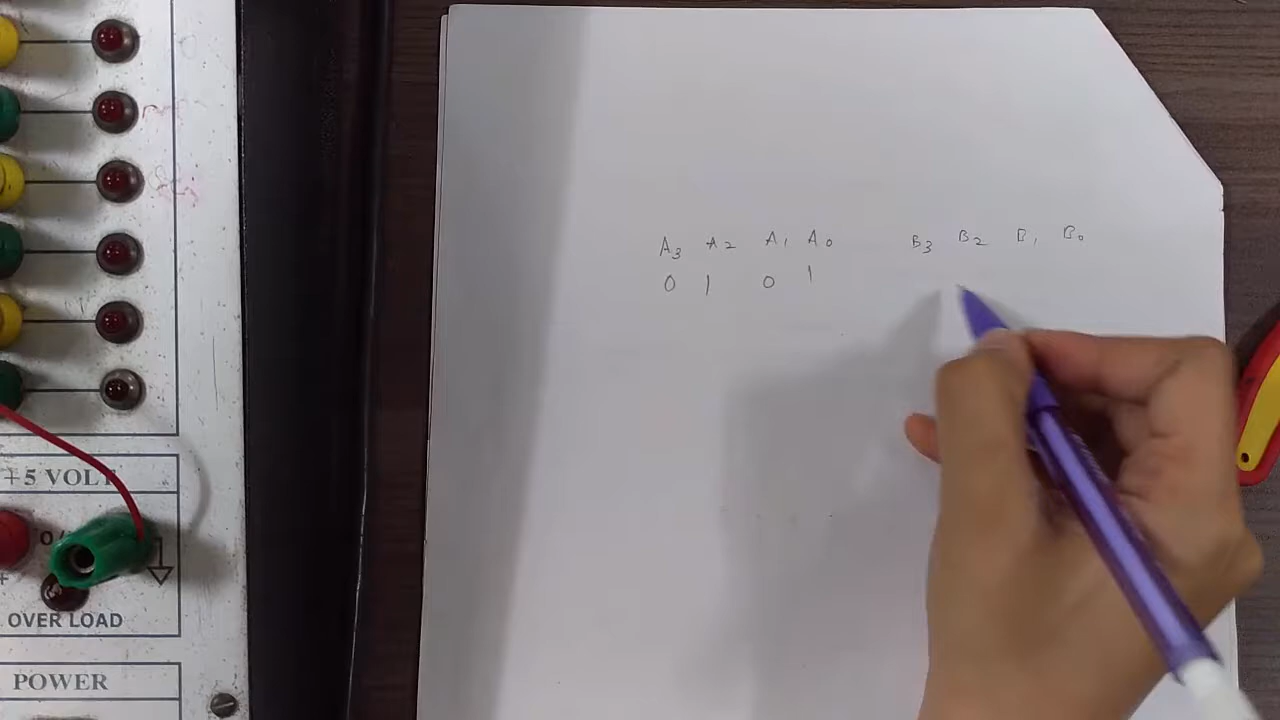 A₃ A₂ A₁ A₀ B₃ B₂ B₁ B₀
0 1 0 1
+5 VOLT
+
OVER LOAD
POWER